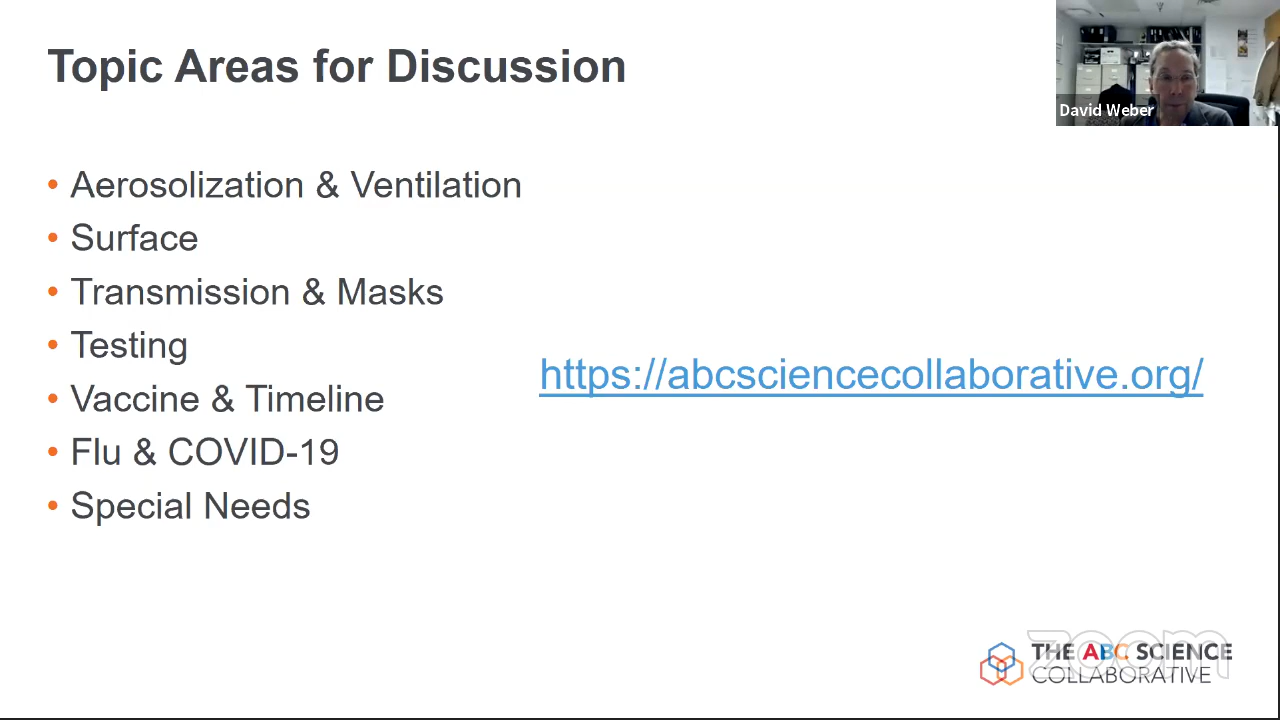 Topic Areas for Discussion
David Weber
• Aerosolization & Ventilation
• Surface
• Transmission & Masks
• Testing
• Vaccine & Timeline
• Flu & COVID-19
• Special Needs
https://abcsciencecollaborative.org/
zoom
THE ABC SCIENCE
COLLABORATIVE